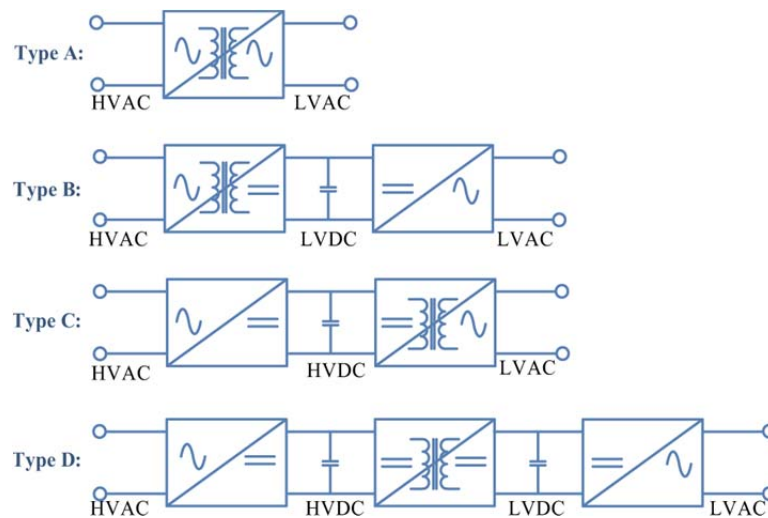 Type A:
HVAC LVAC
Type B:
HVAC LVDC LVAC
Type C:
HVAC HVDC LVAC
Type D:
HVAC HVDC LVDC LVAC